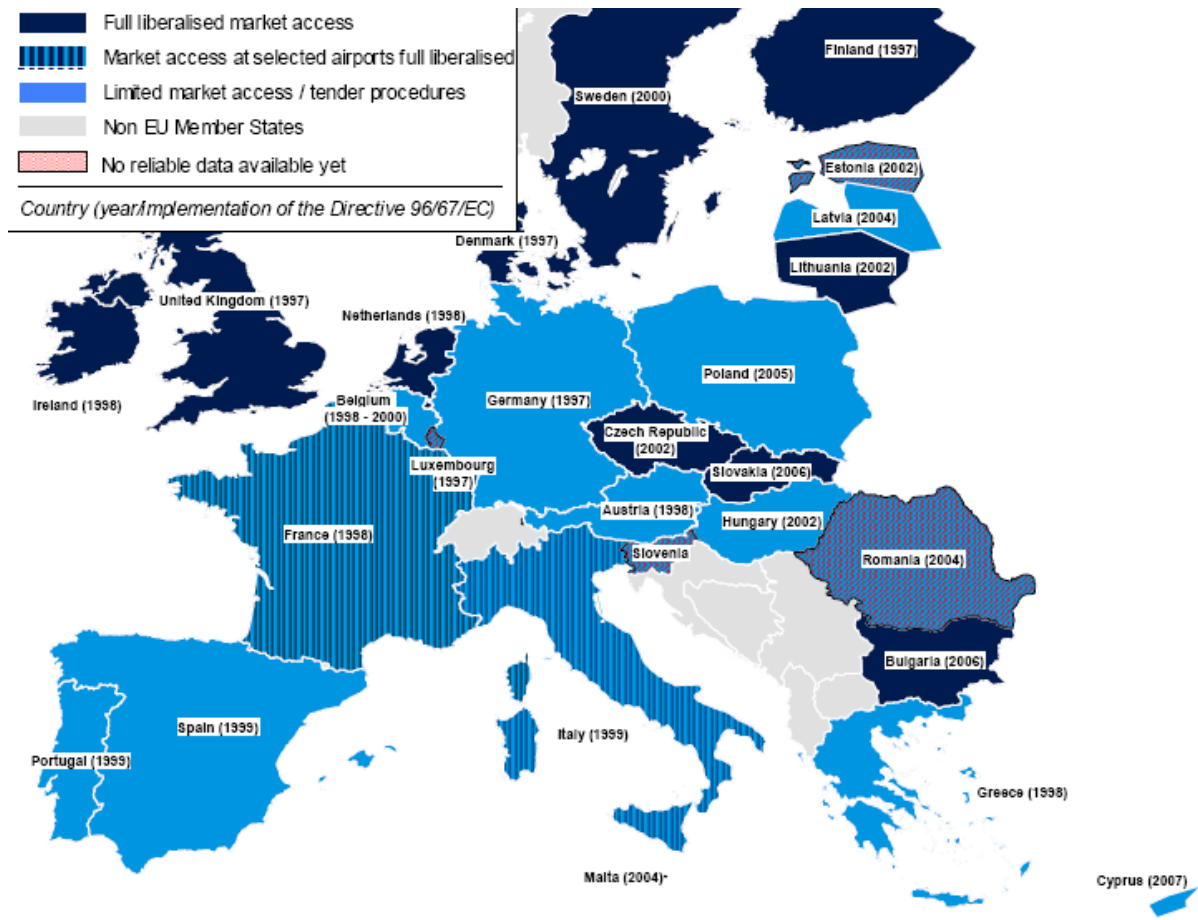 Full liberalised market access
Market access at selected airports full liberalised
Limited market access / tender procedures
Non EU Member States
No reliable data available yet
Country (year/implementation of the Directive 96/67/EC)
Finland (1997)
Sweden (2000)
Estonia (2002)
Latvia (2004)
Denmark (1997)
Lithuania (2002)
United Kingdom (1997)
Netherlands (1998)
Poland (2005)
Ireland (1998)
Belgium
(1998 - 2000)
Germany (1997)
Czech Republic
(2002)
Luxembourg
(1997)
Slovakia (2006)
Austria (1998)
Hungary (2002)
France (1998)
Slovenia
Romania (2004)
Bulgaria (2006)
Spain (1999)
Italy (1999)
Portugal (1999)
Greece (1998)
Malta (2004)-
Cyprus (2007)